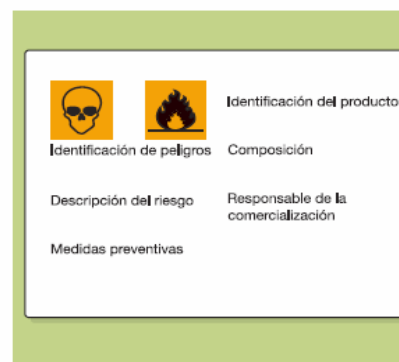 Identificación de peligros
Descripción del riesgo
Medidas preventivas
Identificación del producto
Composición
Responsable de la
comercialización